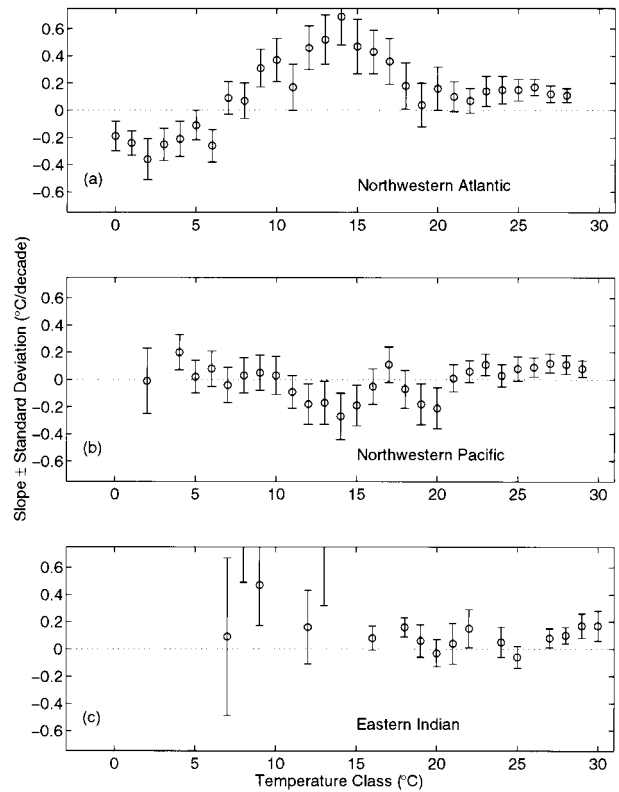 0.6
0.4
0.2
0
−0.2
−0.4
−0.6
(a)
Northwestern Atlantic
0 5 10 15 20 25 30
0.6
0.4
0.2
0
−0.2
−0.4
−0.6
(b)
Northwestern Pacific
0 5 10 15 20 25 30
Slope ± Standard Deviation (°C/decade)
0.6
0.4
0.2
0
−0.2
−0.4
−0.6
(c)
Eastern Indian
0 5 10 15 20 25 30
Temperature Class (°C)